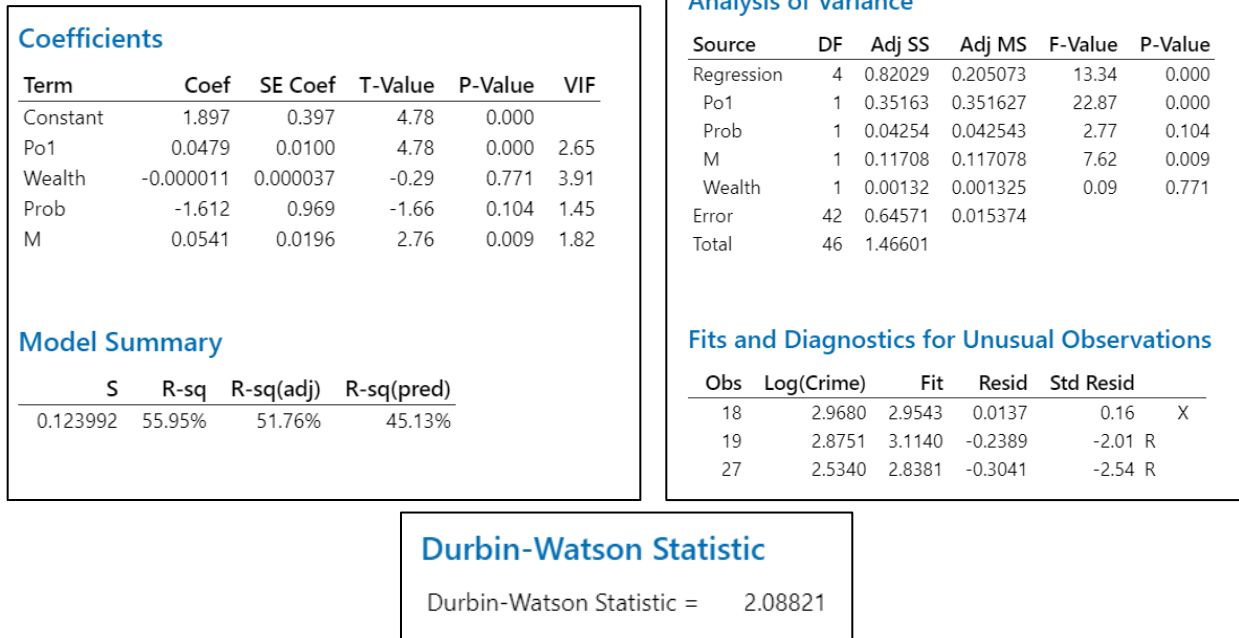 Coefficients
Term Coef SE Coef T-Value P-Value VIF
Constant 1.897 0.397 4.78 0.000
Po1 0.0479 0.0100 4.78 0.000 2.65
Wealth -0.000011 0.000037 -0.29 0.771 3.91
Prob -1.612 0.969 -1.66 0.104 1.45
M 0.0541 0.0196 2.76 0.009 1.82
Model Summary
S R-sq R-sq(adj) R-sq(pred)
0.123992 55.95% 51.76% 45.13%
Analysis of Variance
Source DF Adj SS Adj MS F-Value P-Value
Regression 4 0.82029 0.205073 13.34 0.000
Po1 1 0.35163 0.351627 22.87 0.000
Prob 1 0.04254 0.042543 2.77 0.104
M 1 0.11708 0.117078 7.62 0.009
Wealth 1 0.00132 0.001325 0.09 0.771
Error 42 0.64571 0.015374
Total 46 1.46601
Fits and Diagnostics for Unusual Observations
Obs Log(Crime) Fit Resid Std Resid
18 2.9680 2.9543 0.0137 0.16 X
19 2.8751 3.1140 -0.2389 -2.01 R
27 2.5340 2.8381 -0.3041 -2.54 R
Durbin-Watson Statistic
Durbin-Watson Statistic = 2.08821